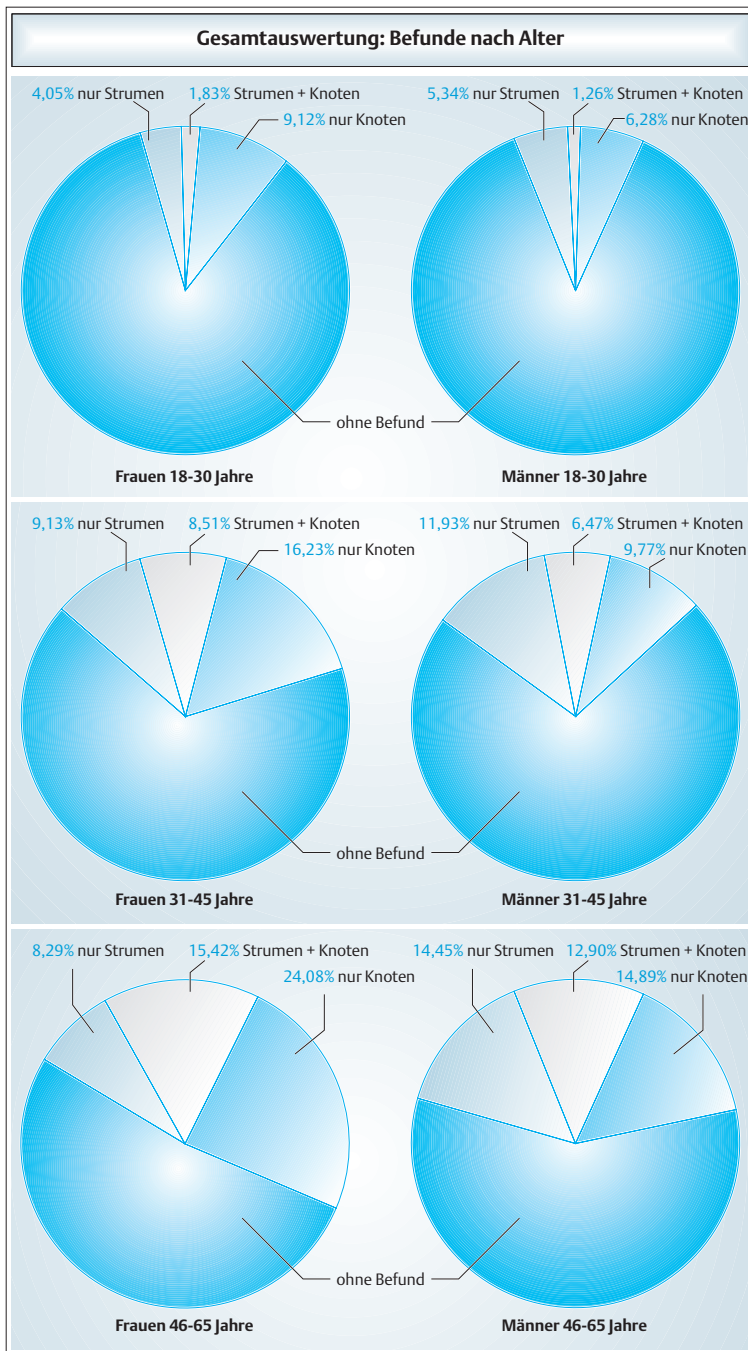 Gesamtauswertung: Befunde nach Alter
4,05% nur Strumen
1,83% Strumen + Knoten
9,12% nur Knoten
5,34% nur Strumen
1,26% Strumen + Knoten
6,28% nur Knoten
ohne Befund
Frauen 18-30 Jahre
Männer 18-30 Jahre
9,13% nur Strumen
8,51% Strumen + Knoten
16,23% nur Knoten
11,93% nur Strumen
6,47% Strumen + Knoten
9,77% nur Knoten
ohne Befund
Frauen 31-45 Jahre
Männer 31-45 Jahre
8,29% nur Strumen
15,42% Strumen + Knoten
24,08% nur Knoten
14,45% nur Strumen
12,90% Strumen + Knoten
14,89% nur Knoten
ohne Befund
Frauen 46-65 Jahre
Männer 46-65 Jahre